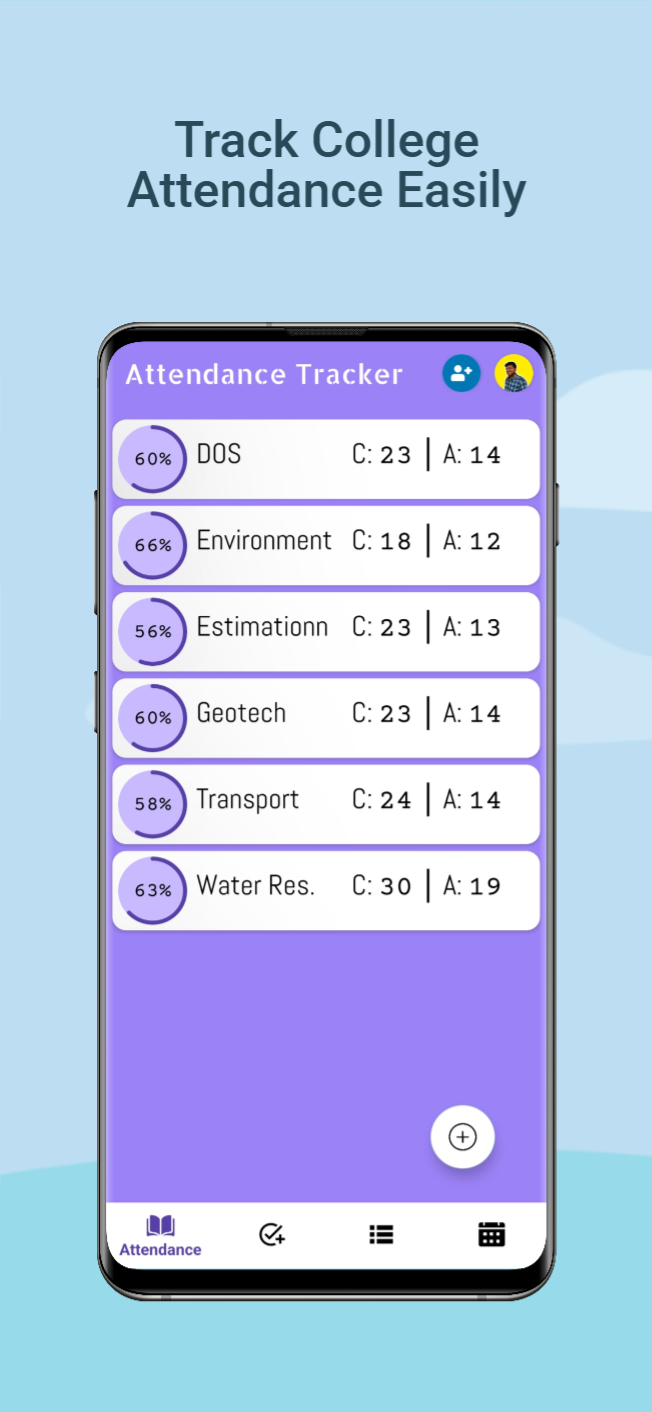 Track College
Attendance Easily
Attendance Tracker
60% DOS C: 23 | A: 14
66% Environment C: 18 | A: 12
56% Estimationn C: 23 | A: 13
60% Geotech C: 23 | A: 14
58% Transport C: 24 | A: 14
63% Water Res. C: 30 | A: 19
Attendance